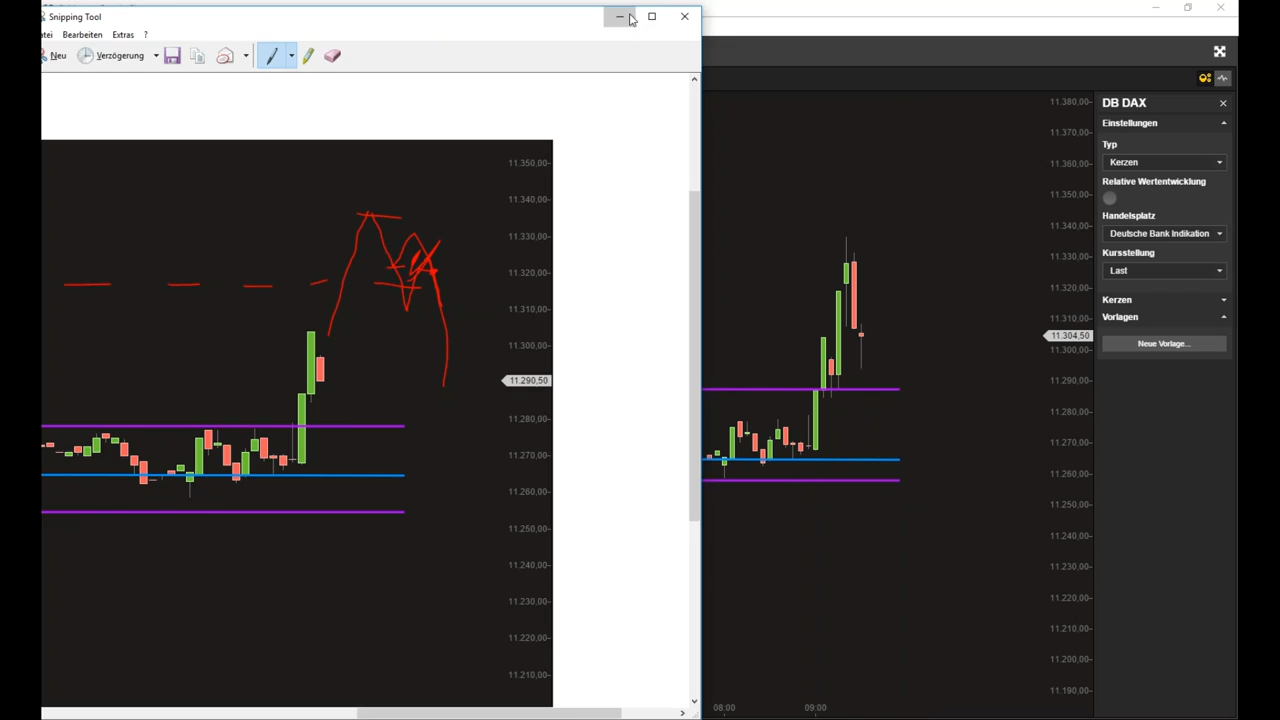 Snipping Tool
atei Bearbeiten Extras ?
Neu Verzögerung
11.350,00
11.340,00
11.330,00
11.320,00
11.310,00
11.300,00
11.290,50
11.280,00
11.270,00
11.260,00
11.250,00
11.240,00
11.230,00
11.220,00
11.210,00
11.380,00
11.370,00
11.360,00
11.350,00
11.340,00
11.330,00
11.320,00
11.310,00
11.304,50
11.300,00
11.290,00
11.280,00
11.270,00
11.260,00
11.250,00
11.240,00
11.230,00
11.220,00
11.210,00
11.200,00
11.190,00
08:00 09:00
DB DAX
Einstellungen
Typ
Kerzen
Relative Wertentwicklung
Handelsplatz
Deutsche Bank Indikation
Kursstellung
Last
Kerzen
Vorlagen
Neue Vorlage...